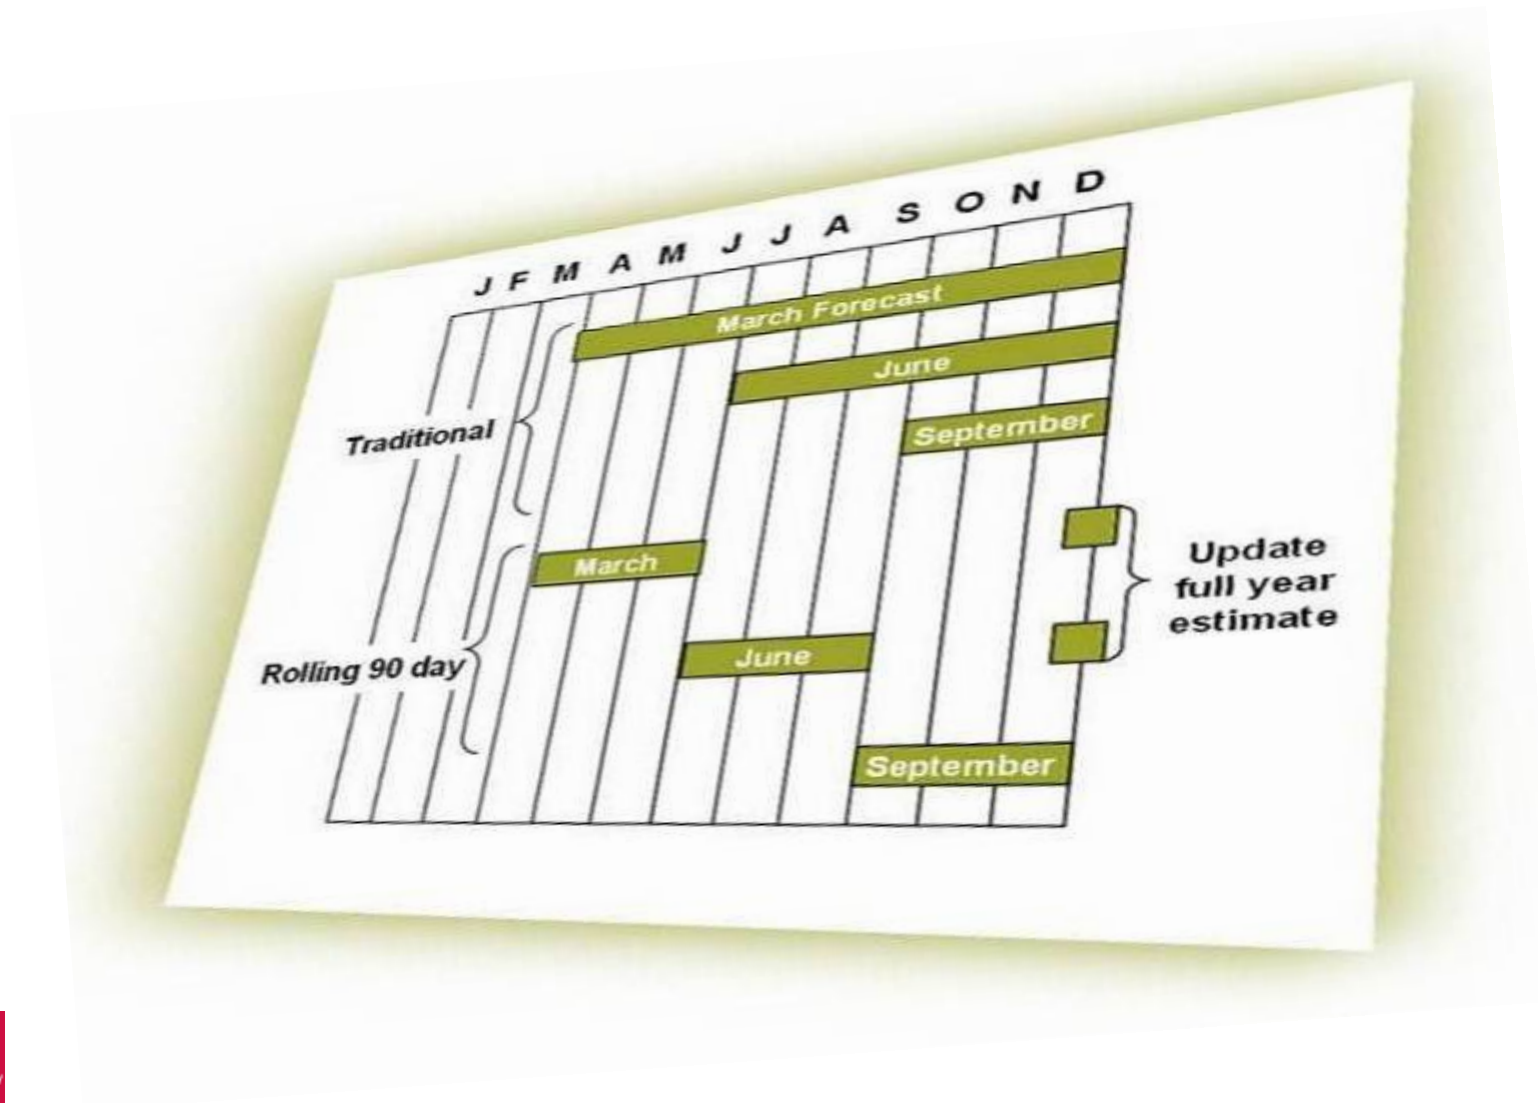 J F M A M J J A S O N D
March Forecast
June
Traditional
September
March
Update
full year
estimate
Rolling 90 day
June
September